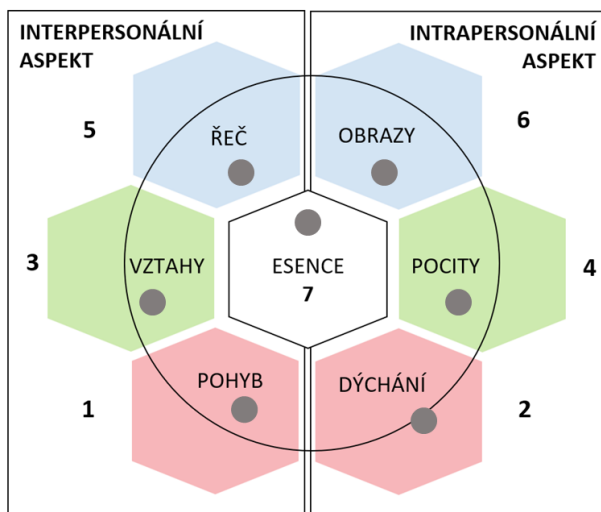 INTERPERSONÁLNÍ
ASPEKT
INTRAPERSONÁLNÍ
ASPEKT
5
ŘEČ
OBRAZY
6
3
VZTAHY
ESENCE
7
POCITY
4
1
POHYB
DÝCHÁNÍ
2